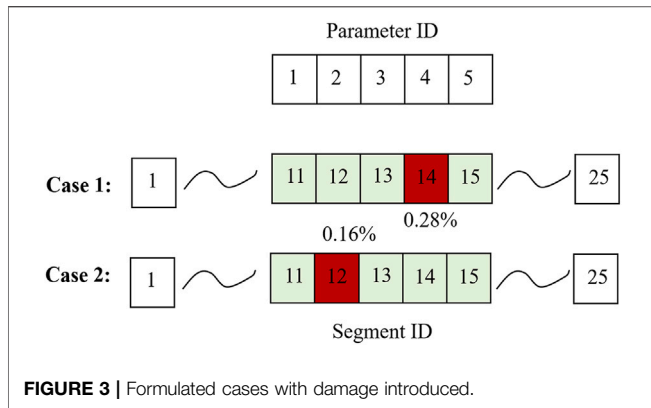 Parameter ID
1 2 3 4 5
Case 1: 1 11 12 13 14 15 25
0.28%
0.16%
Case 2: 1 11 12 13 14 15 25
Segment ID
FIGURE 3 | Formulated cases with damage introduced.